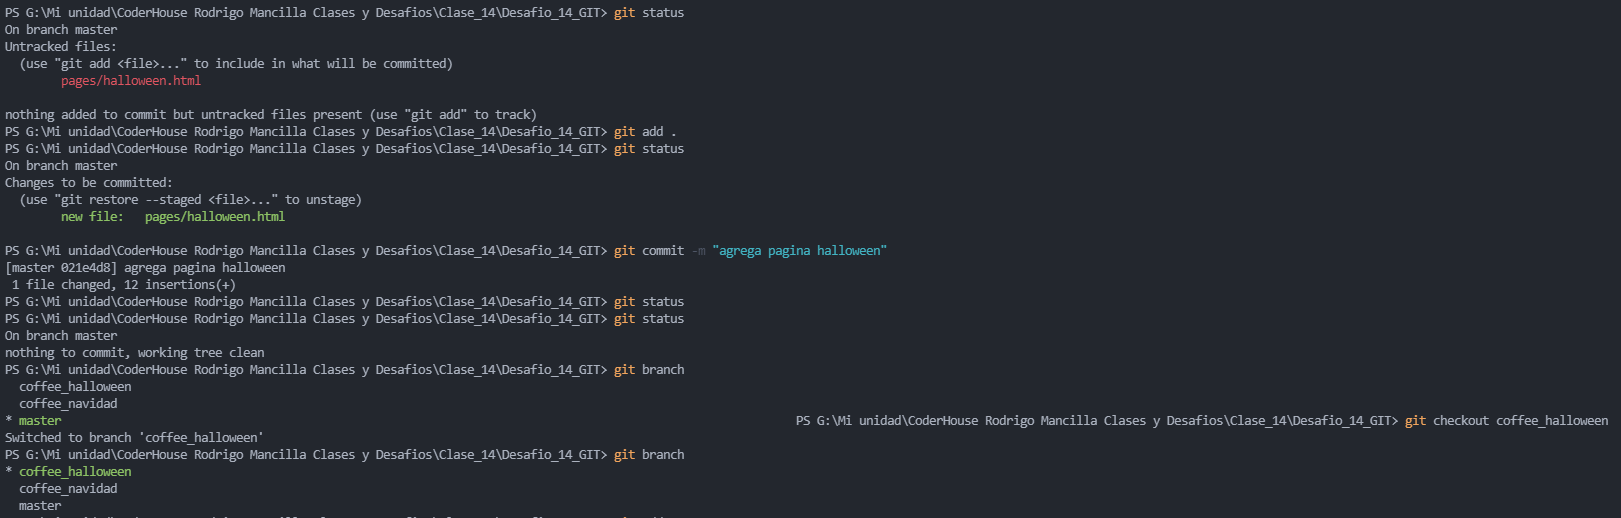 PS G:\Mi unidad\CoderHouse Rodrigo Mancilla Clases y Desafios\Clase_14\Desafio_14_GIT> git status
On branch master
Untracked files:
  (use "git add <file>..." to include in what will be committed)
        pages/halloween.html

nothing added to commit but untracked files present (use "git add" to track)
PS G:\Mi unidad\CoderHouse Rodrigo Mancilla Clases y Desafios\Clase_14\Desafio_14_GIT> git add .
PS G:\Mi unidad\CoderHouse Rodrigo Mancilla Clases y Desafios\Clase_14\Desafio_14_GIT> git status
On branch master
Changes to be committed:
  (use "git restore --staged <file>..." to unstage)
        new file:   pages/halloween.html

PS G:\Mi unidad\CoderHouse Rodrigo Mancilla Clases y Desafios\Clase_14\Desafio_14_GIT> git commit -m "agrega pagina halloween"
[master 021e4d8] agrega pagina halloween
 1 file changed, 12 insertions(+)
PS G:\Mi unidad\CoderHouse Rodrigo Mancilla Clases y Desafios\Clase_14\Desafio_14_GIT> git status
PS G:\Mi unidad\CoderHouse Rodrigo Mancilla Clases y Desafios\Clase_14\Desafio_14_GIT> git status
On branch master
nothing to commit, working tree clean
PS G:\Mi unidad\CoderHouse Rodrigo Mancilla Clases y Desafios\Clase_14\Desafio_14_GIT> git branch
  coffee_halloween
  coffee_navidad
* master PS G:\Mi unidad\CoderHouse Rodrigo Mancilla Clases y Desafios\Clase_14\Desafio_14_GIT> git checkout coffee_halloween
Switched to branch 'coffee_halloween'
PS G:\Mi unidad\CoderHouse Rodrigo Mancilla Clases y Desafios\Clase_14\Desafio_14_GIT> git branch
* coffee_halloween
  coffee_navidad
  master